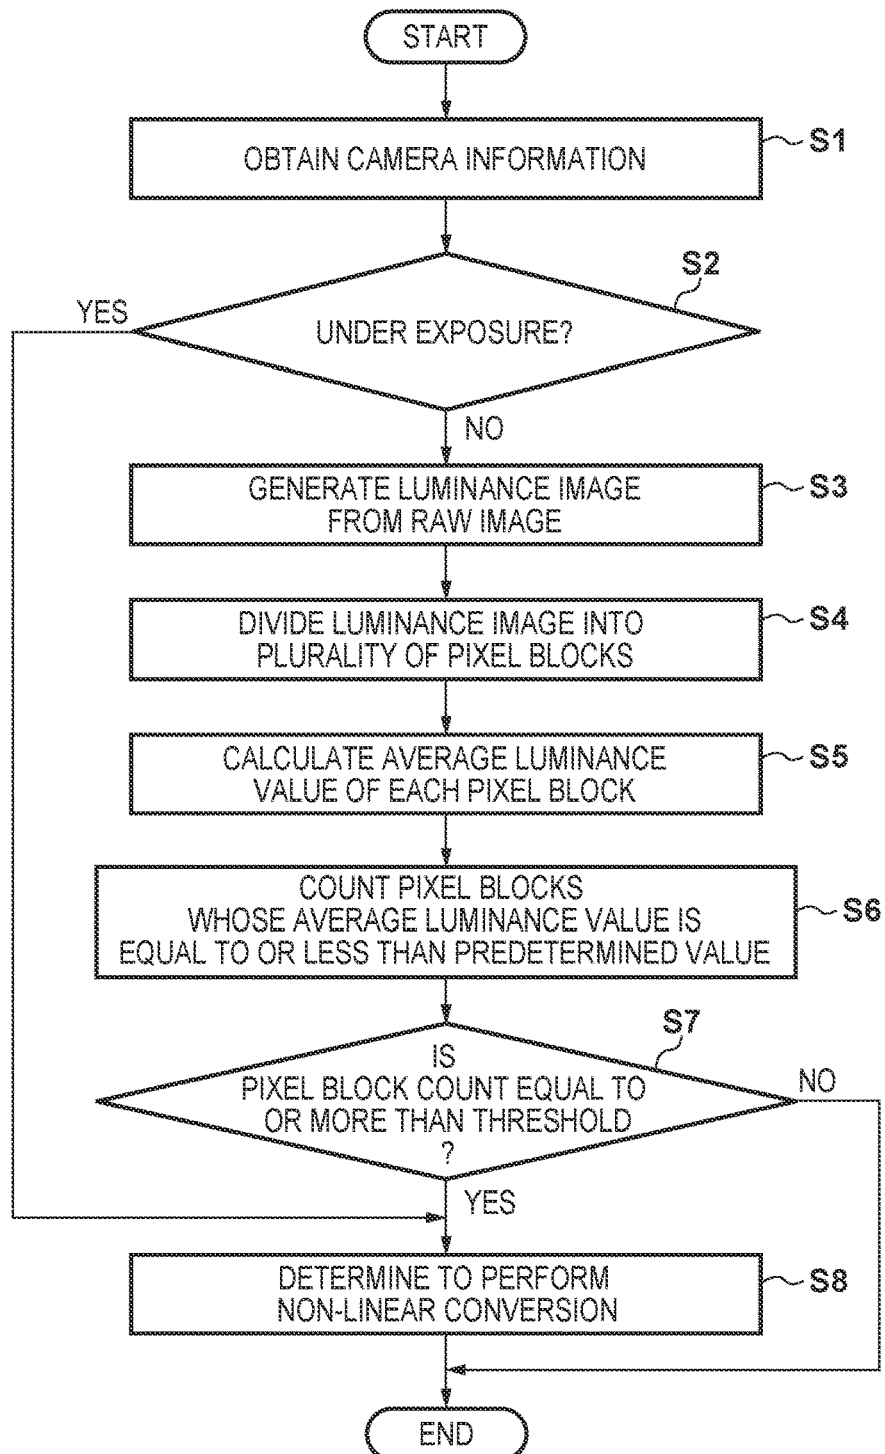 START
OBTAIN CAMERA INFORMATION
S1
S2
YES
UNDER EXPOSURE?
NO
GENERATE LUMINANCE IMAGE
FROM RAW IMAGE
S3
DIVIDE LUMINANCE IMAGE INTO
PLURALITY OF PIXEL BLOCKS
S4
CALCULATE AVERAGE LUMINANCE
VALUE OF EACH PIXEL BLOCK
S5
COUNT PIXEL BLOCKS
WHOSE AVERAGE LUMINANCE VALUE IS
EQUAL TO OR LESS THAN PREDETERMINED VALUE
S6
S7
IS
PIXEL BLOCK COUNT EQUAL TO
OR MORE THAN THRESHOLD
?
NO
YES
DETERMINE TO PERFORM
NON-LINEAR CONVERSION
S8
END